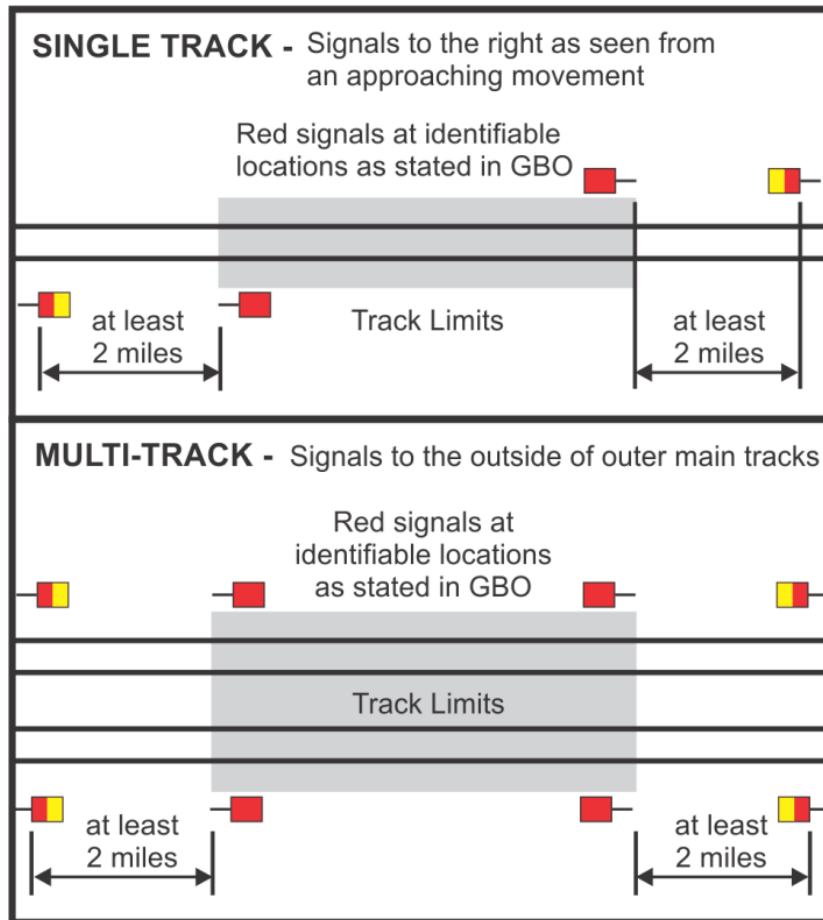 SINGLE TRACK - Signals to the right as seen from
an approaching movement
Red signals at identifiable
locations as stated in GBO
at least
2 miles
Track Limits
at least
2 miles
MULTI-TRACK - Signals to the outside of outer main tracks
Red signals at
identifiable locations
as stated in GBO
Track Limits
at least
2 miles
at least
2 miles